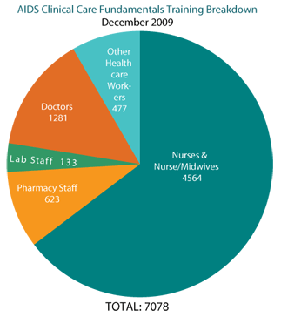 AIDS Clinical Care Fundamentals Training Breakdown
December 2009
Other
Health
care
Work-
ers
477
Doctors
1281
Lab Staff 133
Pharmacy Staff
623
Nurses &
Nurse/Midwives
4564
TOTAL: 7078